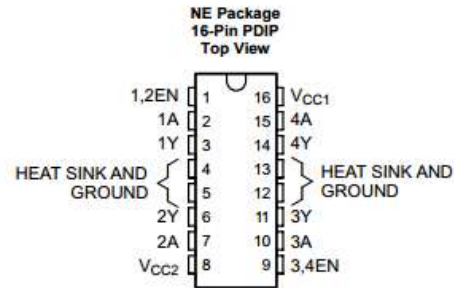 NE Package
16-Pin PDIP
Top View
1,2EN 1 16 VCC1
1A 2 15 4A
1Y 3 14 4Y
HEAT SINK AND GROUND 4 13 HEAT SINK AND GROUND
5 12
2Y 6 11 3Y
2A 7 10 3A
VCC2 8 9 3,4EN